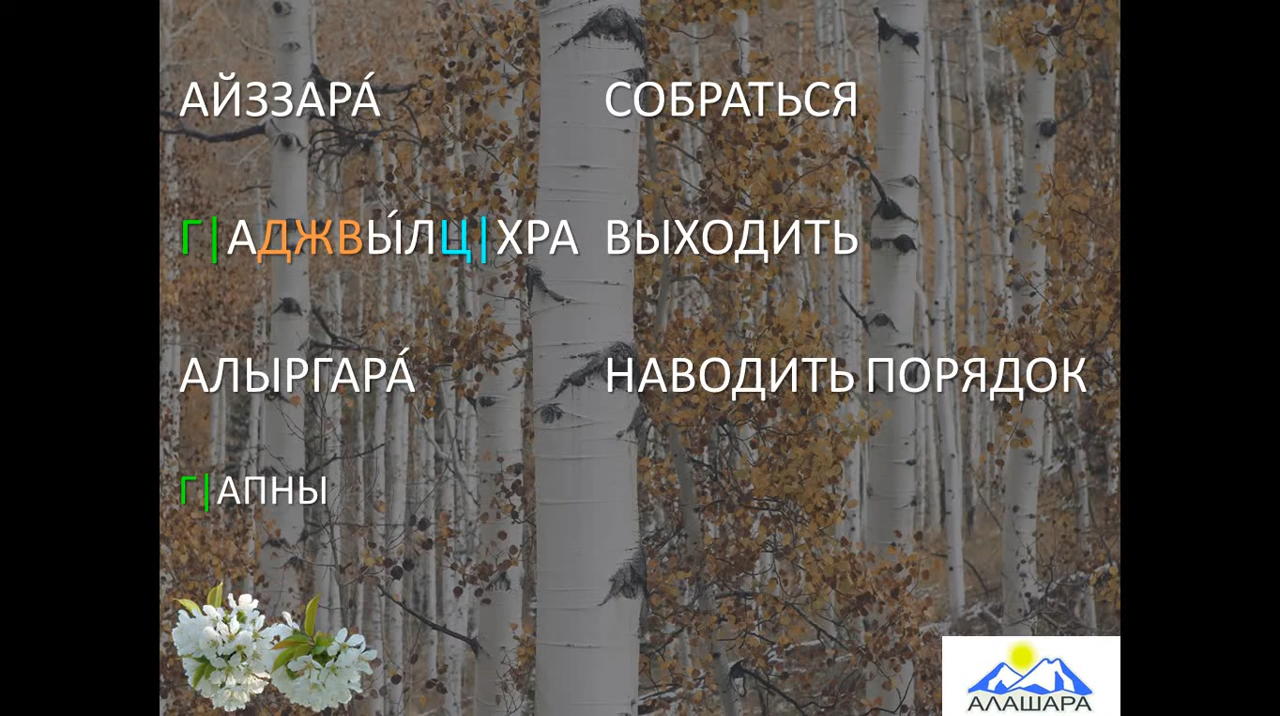 АЙЗЗАРА́ СОБРАТЬСЯ
Г|АДЖВЫ́ЛЦ|ХРА ВЫХОДИТЬ
АЛЫРГАРА́ НАВОДИТЬ ПОРЯДОК
Г|АПНЫ
АЛАШАРА